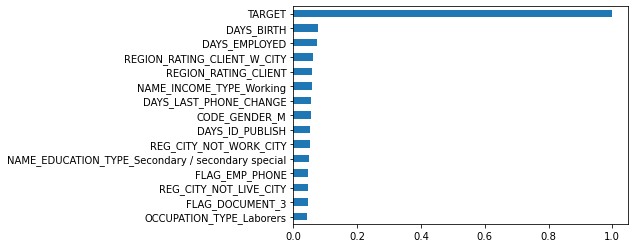 TARGET
DAYS_BIRTH
DAYS_EMPLOYED
REGION_RATING_CLIENT_W_CITY
REGION_RATING_CLIENT
NAME_INCOME_TYPE_Working
DAYS_LAST_PHONE_CHANGE
CODE_GENDER_M
DAYS_ID_PUBLISH
REG_CITY_NOT_WORK_CITY
NAME_EDUCATION_TYPE_Secondary / secondary special
FLAG_EMP_PHONE
REG_CITY_NOT_LIVE_CITY
FLAG_DOCUMENT_3
OCCUPATION_TYPE_Laborers
0.0 0.2 0.4 0.6 0.8 1.0